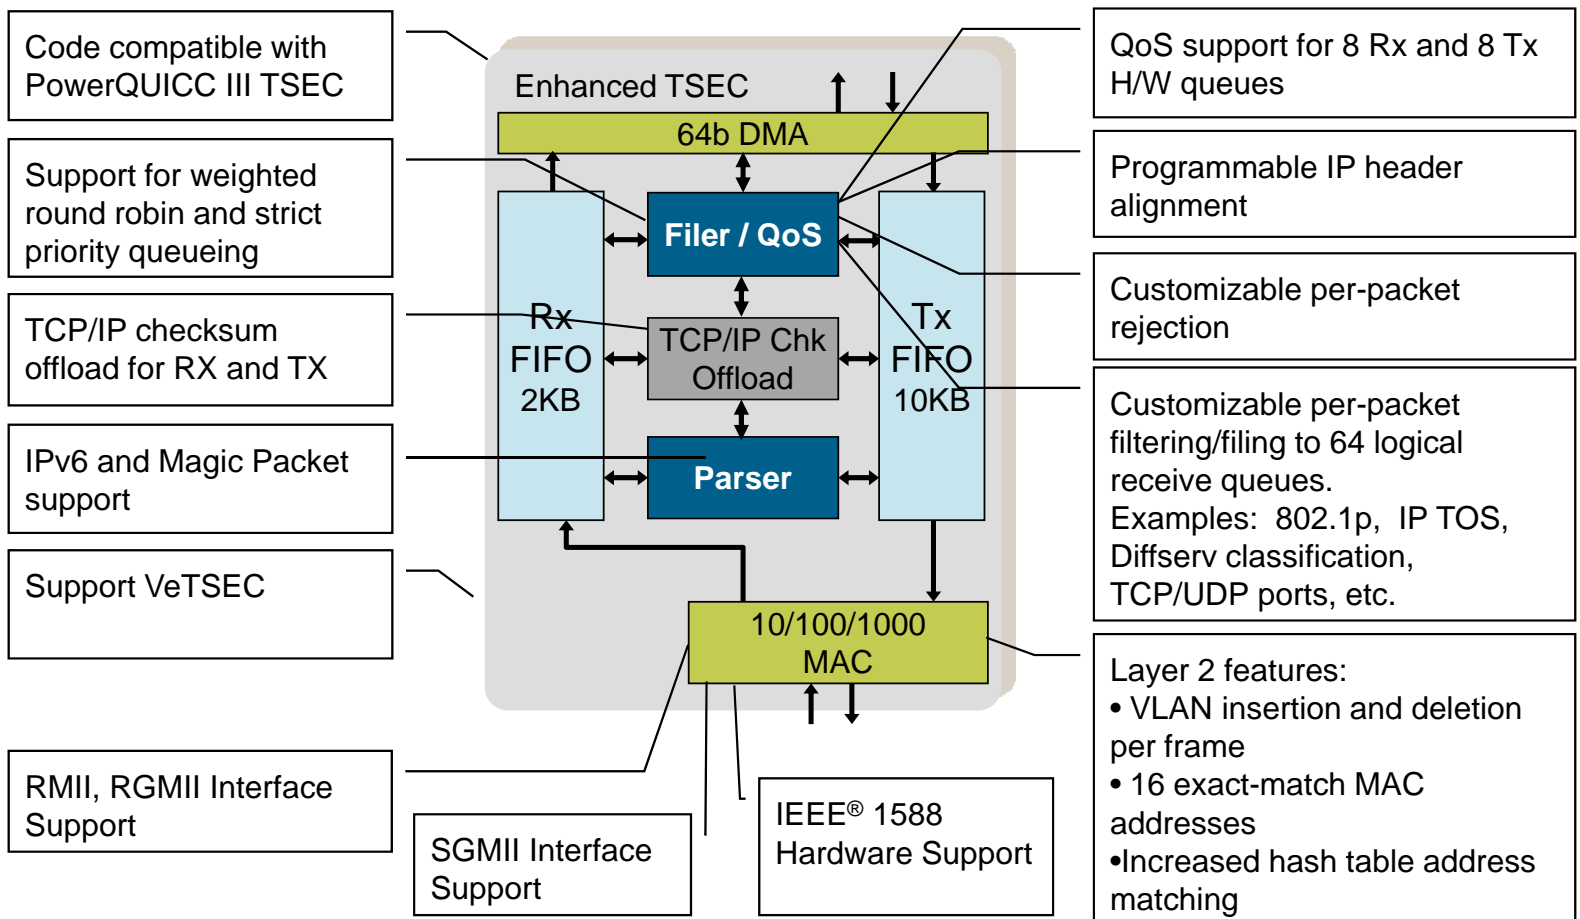 Code compatible with
PowerQUICC III TSEC
Support for weighted
round robin and strict
priority queueing
TCP/IP checksum
offload for RX and TX
IPv6 and Magic Packet
support
Support VeTSEC
RMII, RGMII Interface
Support
SGMII Interface
Support
IEEE® 1588
Hardware Support
Enhanced TSEC
64b DMA
Filer / QoS
Rx
FIFO
2KB
TCP/IP Chk
Offload
Tx
FIFO
10KB
Parser
10/100/1000
MAC
QoS support for 8 Rx and 8 Tx
H/W queues
Programmable IP header
alignment
Customizable per-packet
rejection
Customizable per-packet
filtering/filing to 64 logical
receive queues.
Examples:  802.1p,  IP TOS,
Diffserv classification,
TCP/UDP ports, etc.
Layer 2 features:
• VLAN insertion and deletion
per frame
• 16 exact-match MAC
addresses
•Increased hash table address
matching